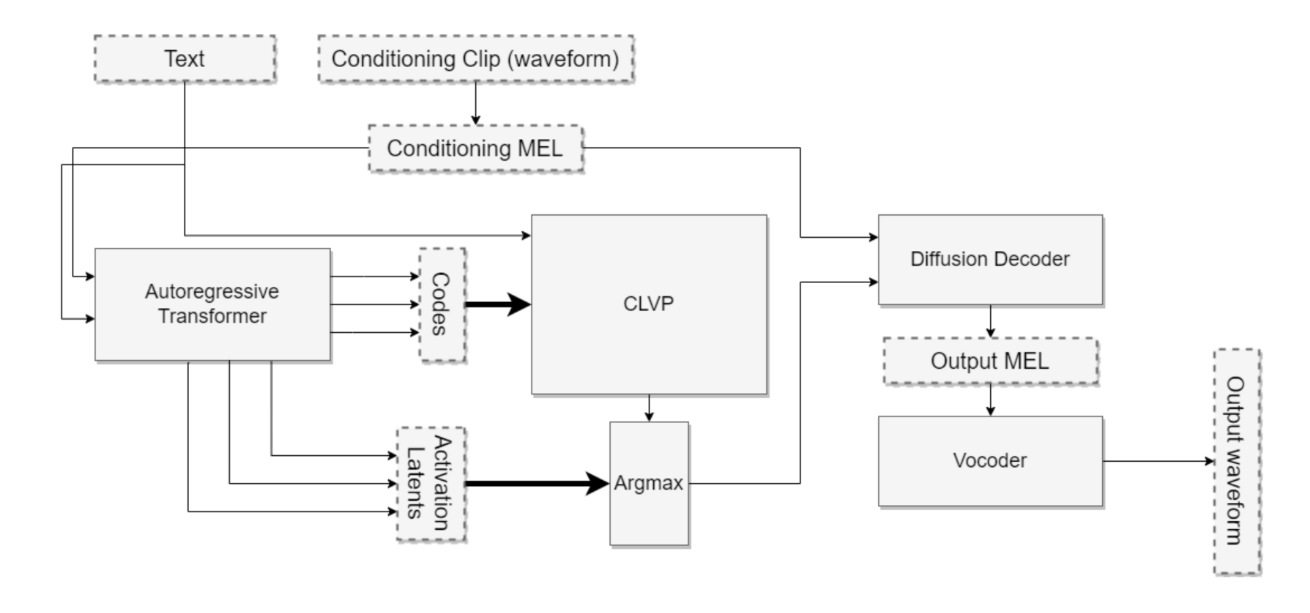 Text
Conditioning Clip (waveform)
Conditioning MEL
Autoregressive
Transformer
Codes
CLVP
Diffusion Decoder
Output MEL
Activation
Latents
Argmax
Vocoder
Output waveform